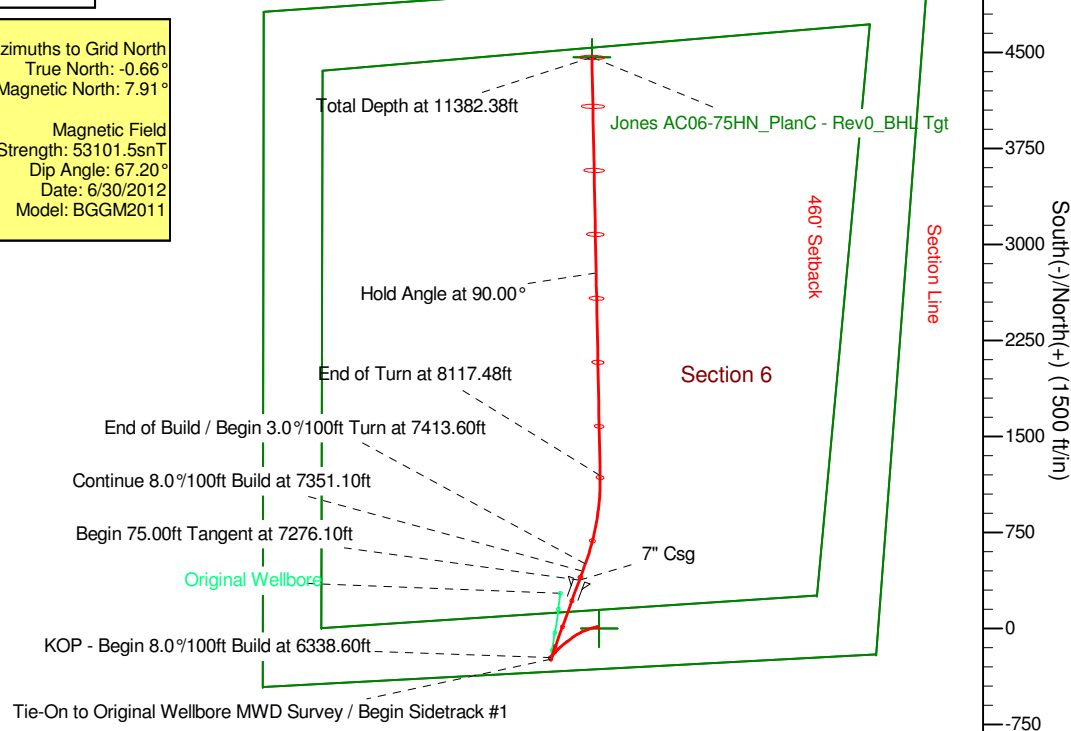 zimuths to Grid North
True North: -0.66°
Magnetic North: 7.91°
Magnetic Field
Strength: 53101.5snT
Dip Angle: 67.20°
Date: 6/30/2012
Model: BGGM2011
Total Depth at 11382.38ft
Jones AC06-75HN_PlanC - Rev0_BHL Tgt
460' Setback
Section Line
Hold Angle at 90.00°
End of Turn at 8117.48ft
Section 6
End of Build / Begin 3.0°/100ft Turn at 7413.60ft
Continue 8.0°/100ft Build at 7351.10ft
Begin 75.00ft Tangent at 7276.10ft
7" Csg
Original Wellbore
KOP - Begin 8.0°/100ft Build at 6338.60ft
Tie-On to Original Wellbore MWD Survey / Begin Sidetrack #1
4500
3750
3000
2250
1500
750
0
-750
South(-)/North(+) (1500 ft/in)